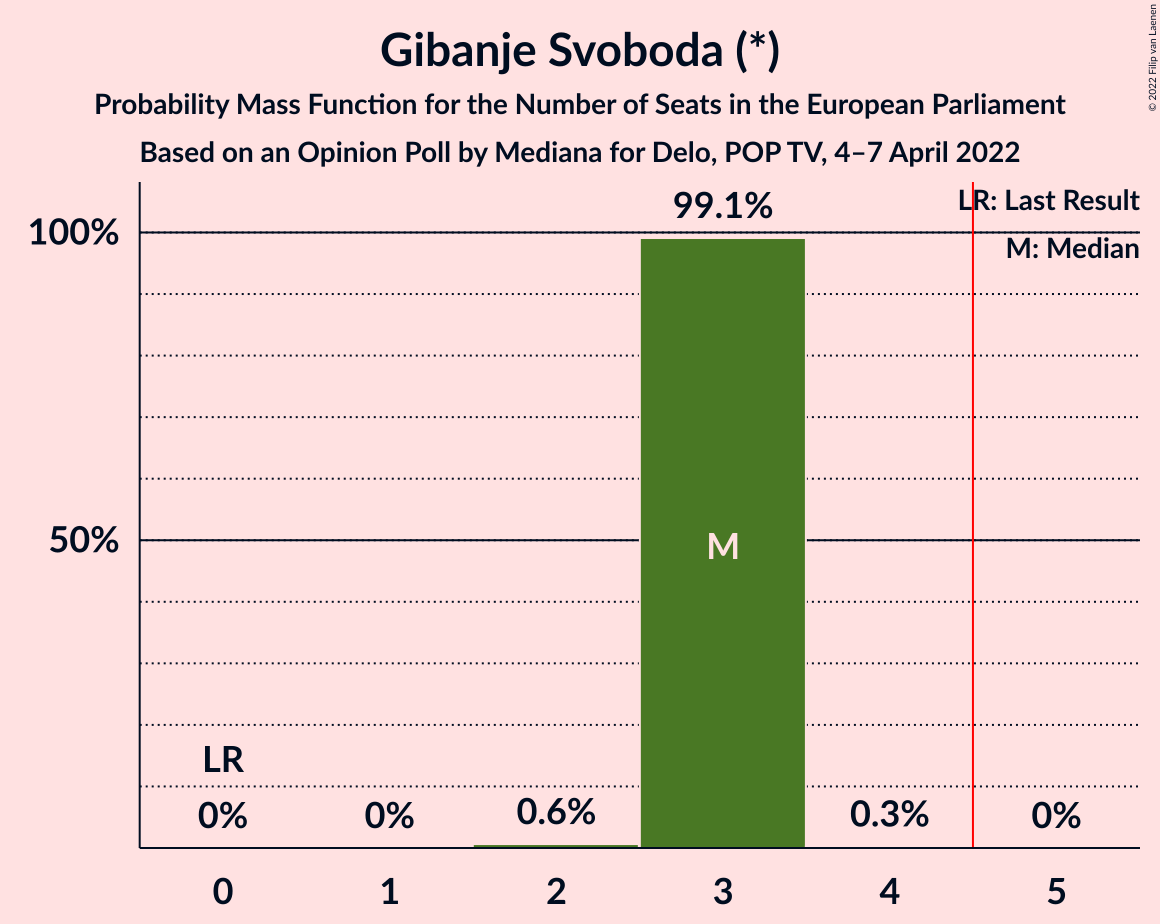 Gibanje Svoboda (*)
Probability Mass Function for the Number of Seats in the European Parliament
Based on an Opinion Poll by Mediana for Delo, POP TV, 4–7 April 2022
© 2022 Filip van Laenen
LR: Last Result
M: Median
99.1%
100%
50%
M
LR
0%
0%
0.6%
0.3%
0%
0
1
2
3
4
5